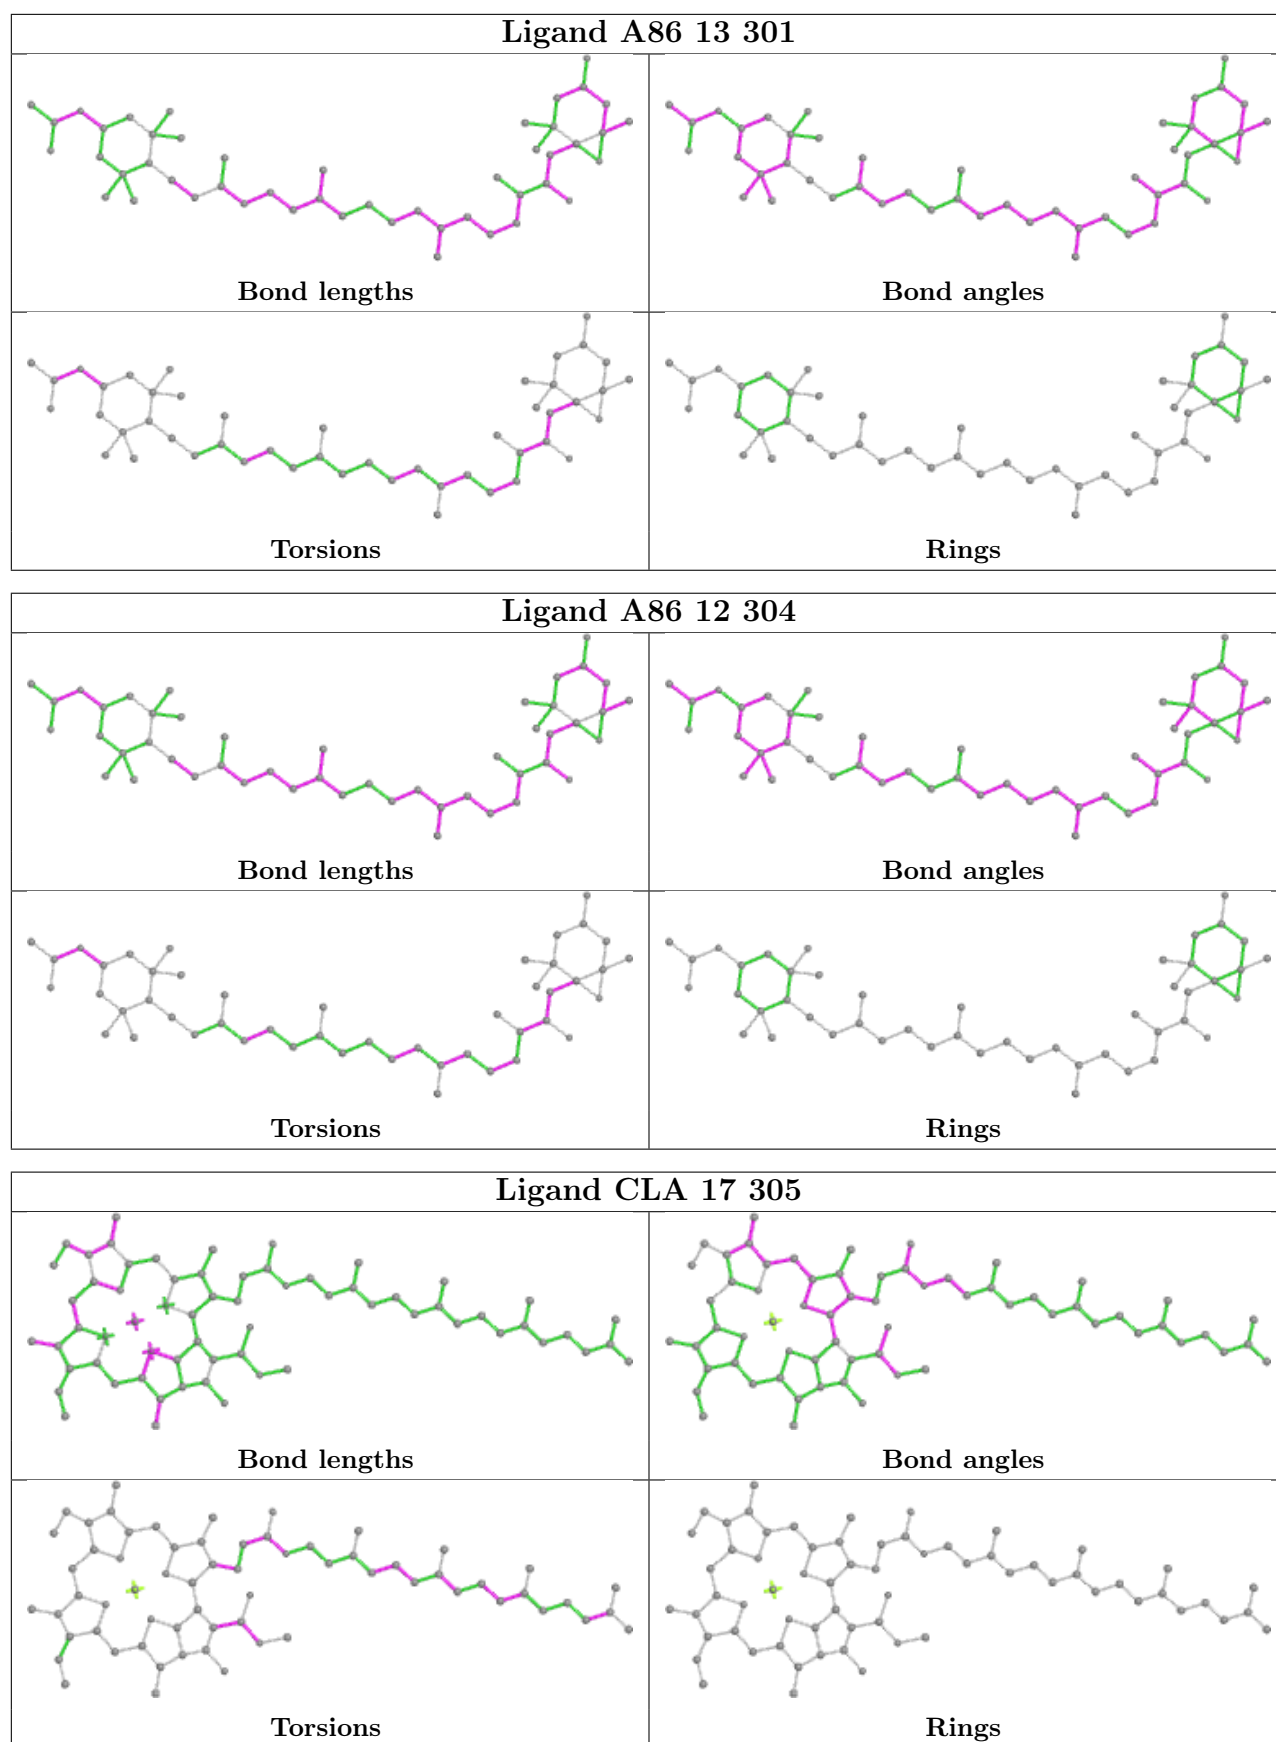 Ligand A86 13 301
Bond lengths
Bond angles
Torsions
Rings
Ligand A86 12 304
Bond lengths
Bond angles
Torsions
Rings
Ligand CLA 17 305
Bond lengths
Bond angles
Torsions
Rings